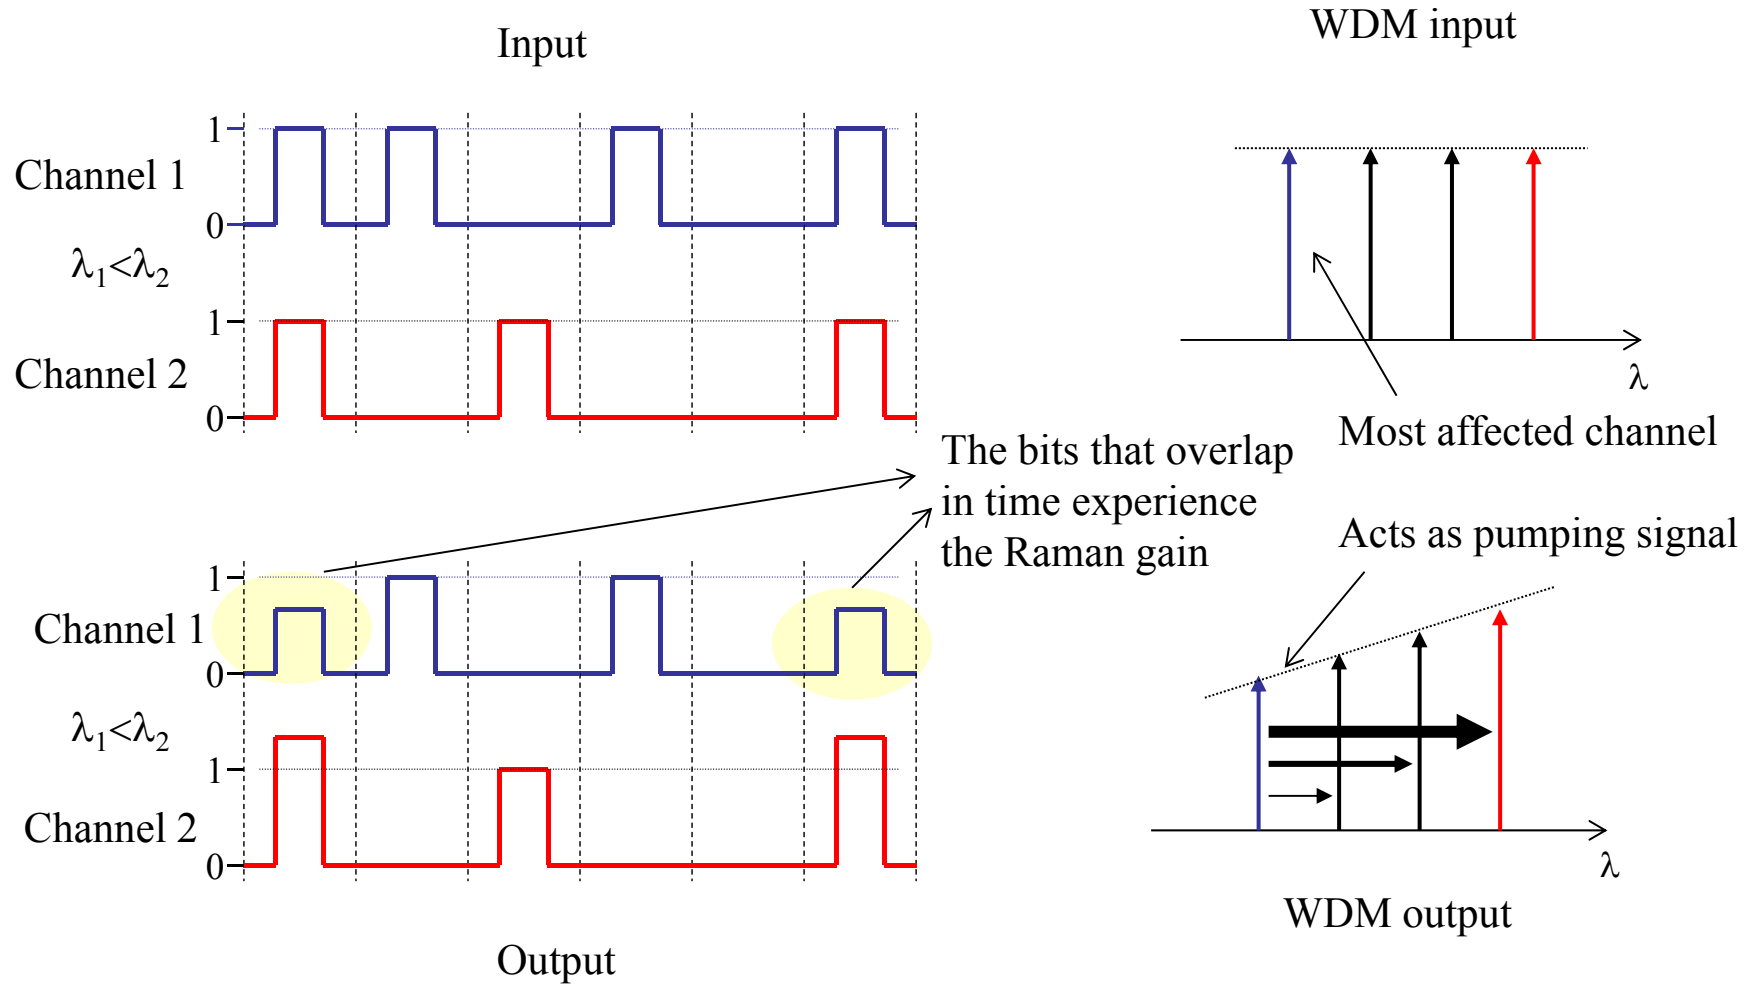 Input
1
Channel 1
0
λ1<λ2
1
Channel 2
0
WDM input
λ
Most affected channel
The bits that overlap
in time experience
the Raman gain
1
Channel 1
0
λ1<λ2
1
Channel 2
0
Output
Acts as pumping signal
λ
WDM output